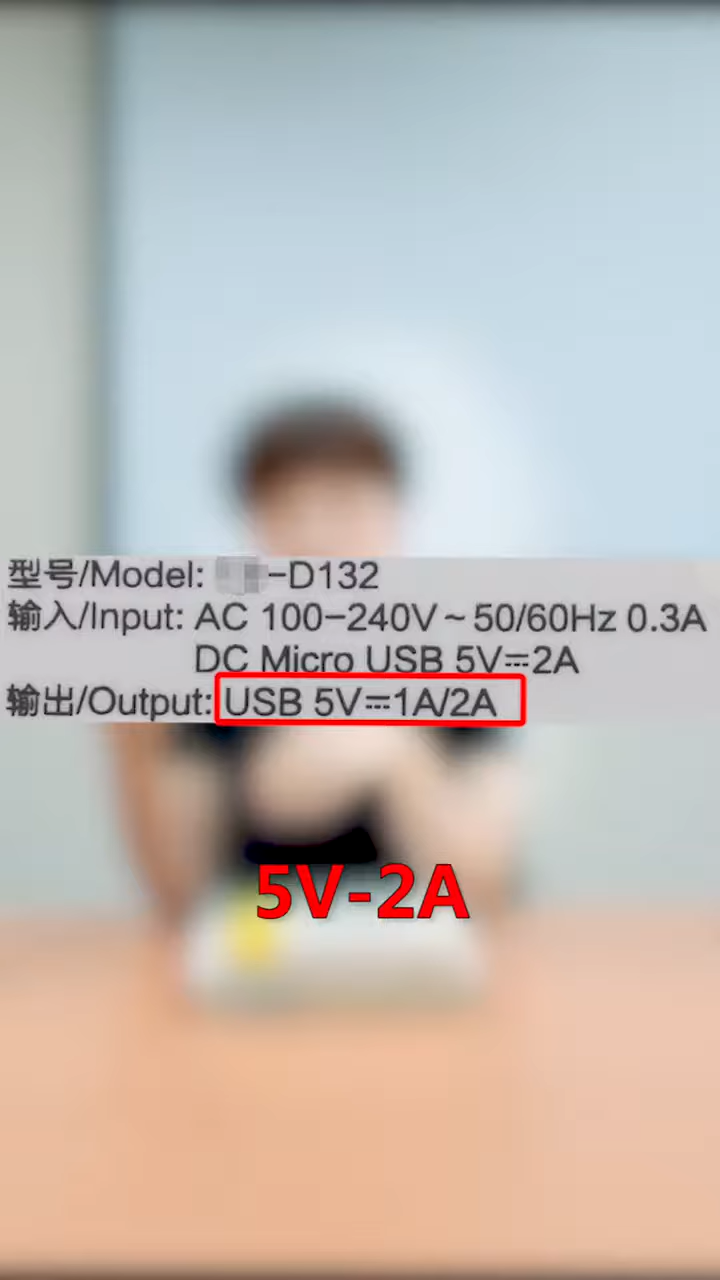 型号/Model: -D132
输入/Input: AC 100-240V~50/60Hz 0.3A
DC Micro USB 5V⎓2A
输出/Output: USB 5V⎓1A/2A
5V-2A